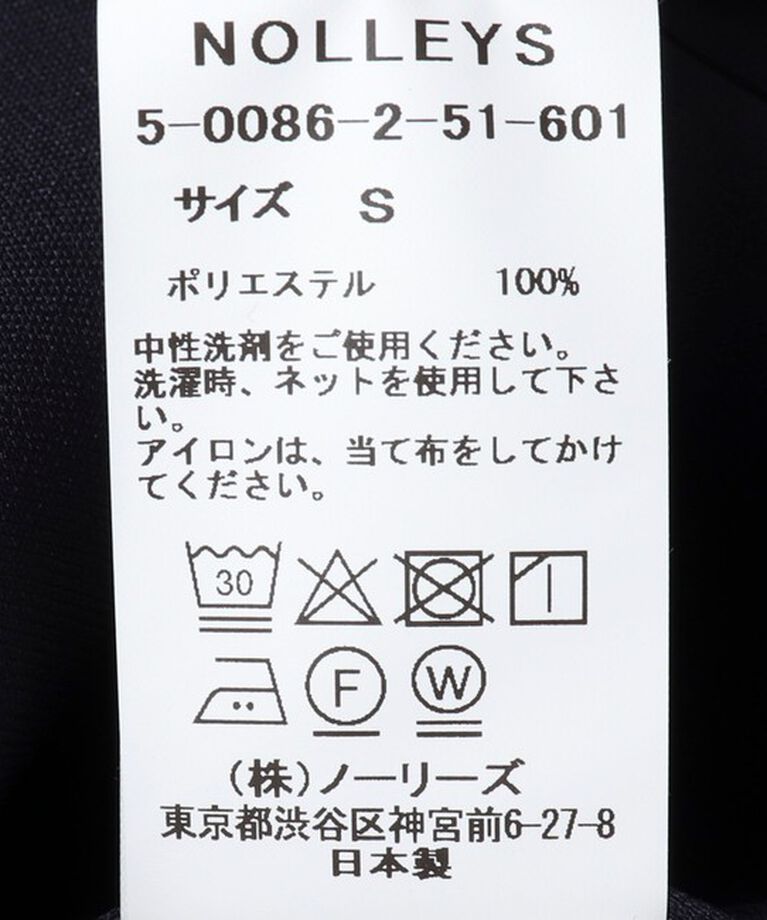 NOLLEYS
5-0086-2-51-601
サイズ S
ポリエステル 100%
中性洗剤をご使用ください。
洗濯時、ネットを使用して下さ
い。
アイロンは、当て布をしてかけ
てください。
30
F W
(株)ノーリーズ
東京都渋谷区神宮前6-27-8
日本製